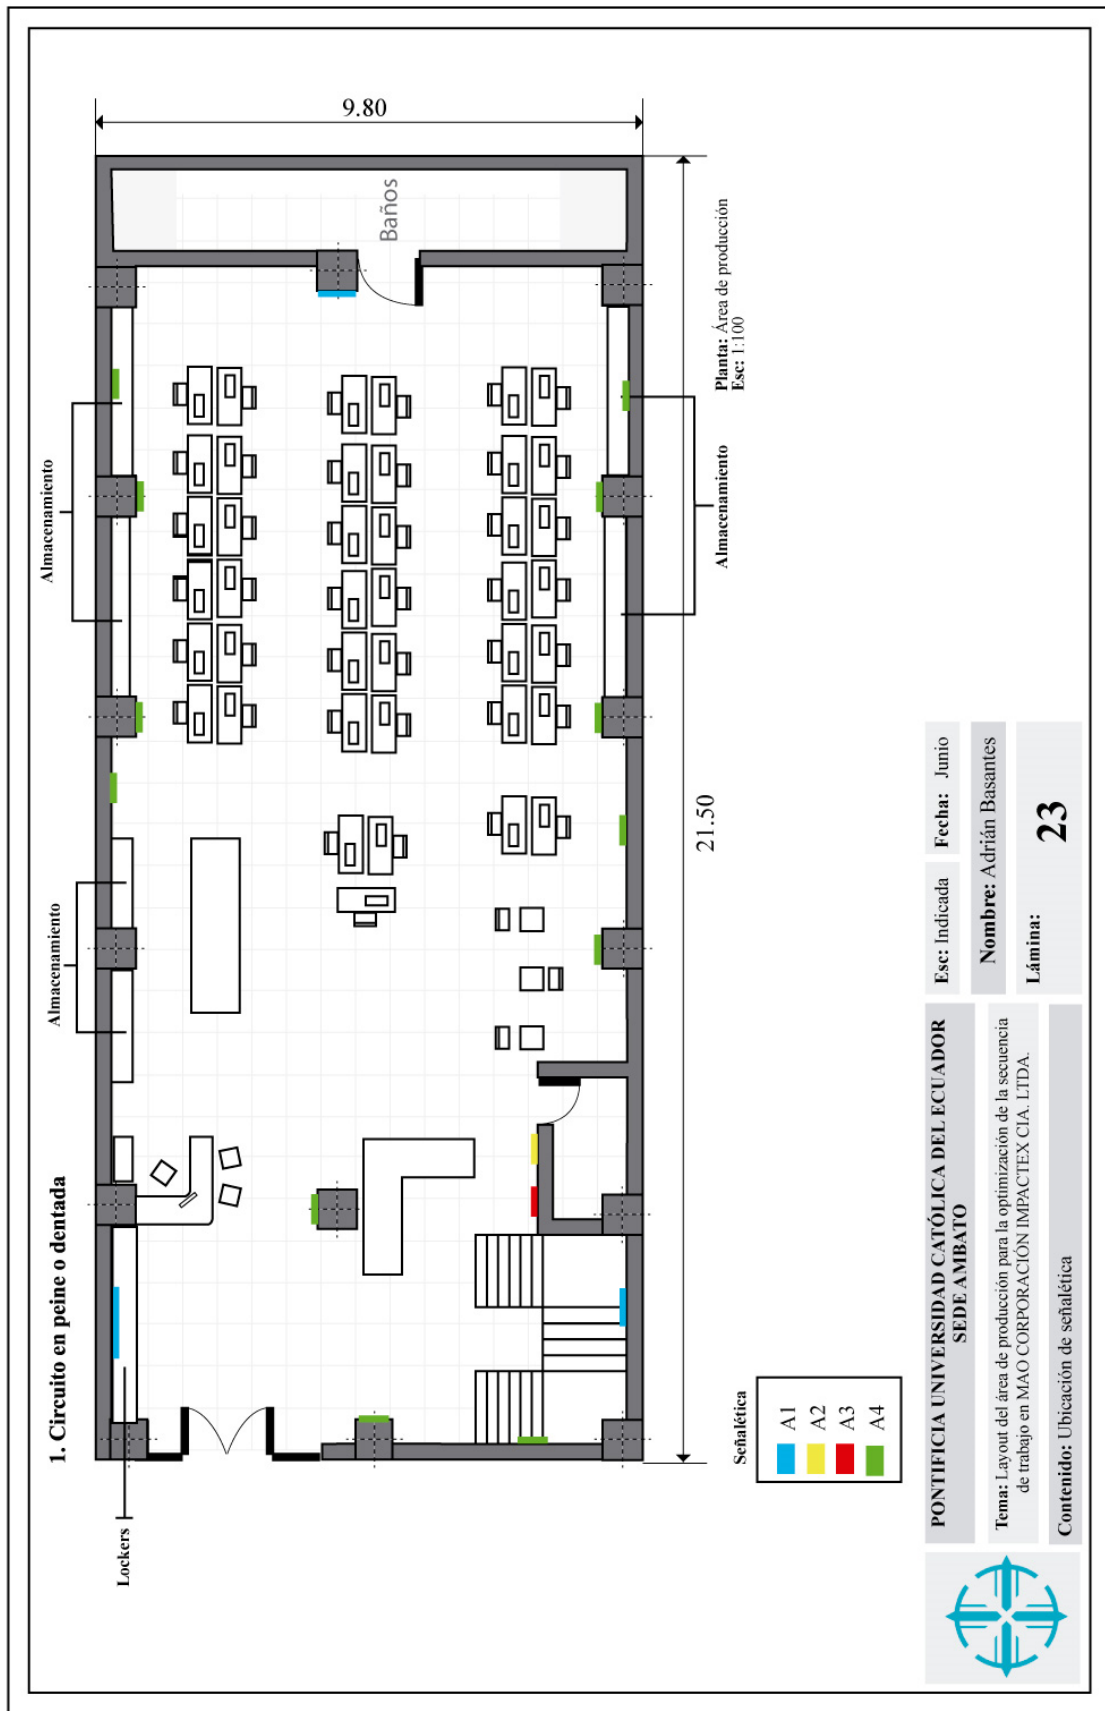 1. Circuito en peine o dentada
Lockers
Almacenamiento
Almacenamiento
Baños
9.80
21.50
Almacenamiento
Planta: Área de producción
Esc: 1:100
Señalética
A1
A2
A3
A4
PONTIFICIA UNIVERSIDAD CATÓLICA DEL ECUADOR
SEDE AMBATO
Tema: Layout del área de producción para la optimización de la secuencia
de trabajo en MAO CORPORACIÓN IMPACTEX CIA. LTDA.
Contenido: Ubicación de señalética
Esc: Indicada
Fecha: Junio
Nombre: Adrián Basantes
Lámina:
23